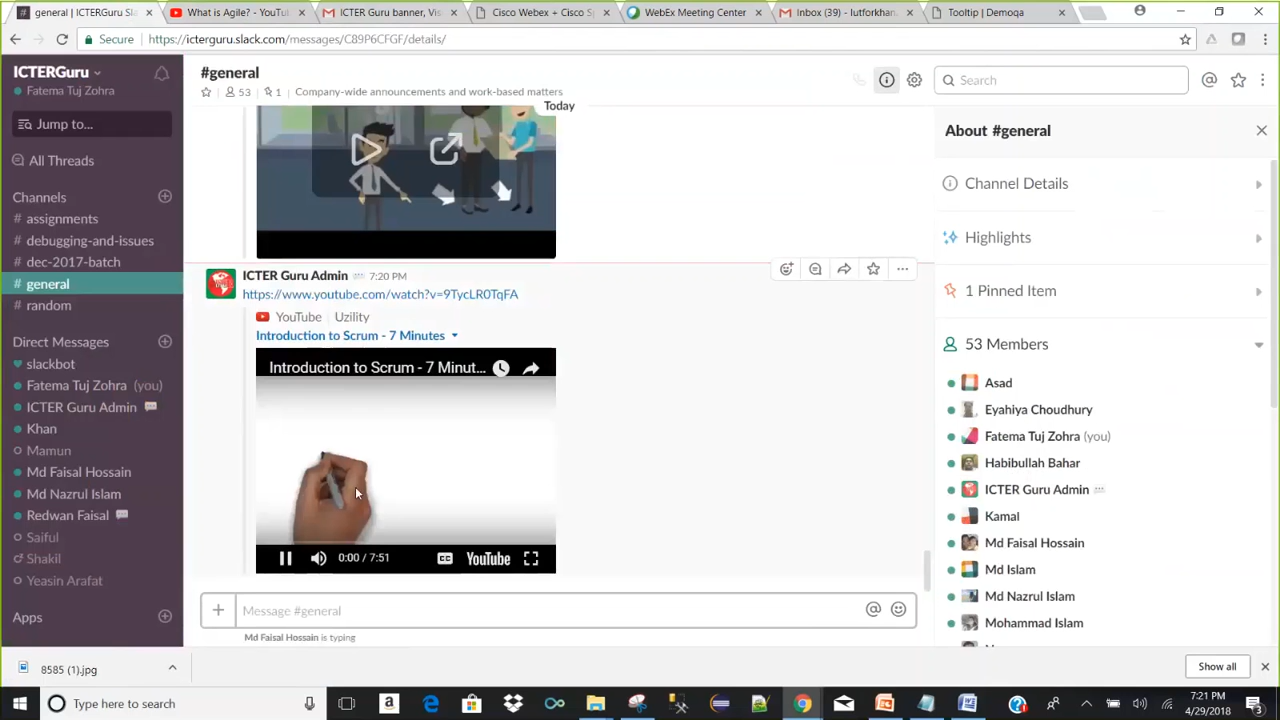 general | ICTERGuru Sla
What is Agile? - YouTu
ICTER Guru banner, Vis
Cisco Webex + Cisco Sp
WebEx Meeting Center
Inbox (39) - lutforkhan
Tooltip | Demoqa
Secure
https://icterguru.slack.com/messages/C89P6CFGF/details/
ICTERGuru
Fatema Tuj Zohra
Jump to...
All Threads
Channels
# assignments
# debugging-and-issues
# dec-2017-batch
# general
# random
Direct Messages
slackbot
Fatema Tuj Zohra (you)
ICTER Guru Admin
Khan
Mamun
Md Faisal Hossain
Md Nazrul Islam
Redwan Faisal
Saiful
Shakil
Yeasin Arafat
Apps
#general
53
1
Company-wide announcements and work-based matters
Search
Today
ICTER Guru Admin 7:20 PM
https://www.youtube.com/watch?v=9TycLR0TqFA
YouTube | Uzility
Introduction to Scrum - 7 Minutes
Introduction to Scrum - 7 Minut...
0:00 / 7:51
CC
YouTube
Message #general
Md Faisal Hossain is typing
About #general
Channel Details
Highlights
1 Pinned Item
53 Members
Asad
Eyahiya Choudhury
Fatema Tuj Zohra (you)
Habibullah Bahar
ICTER Guru Admin
Kamal
Md Faisal Hossain
Md Islam
Md Nazrul Islam
Mohammad Islam
8585 (1).jpg
Show all
Type here to search
7:21 PM
4/29/2018
3